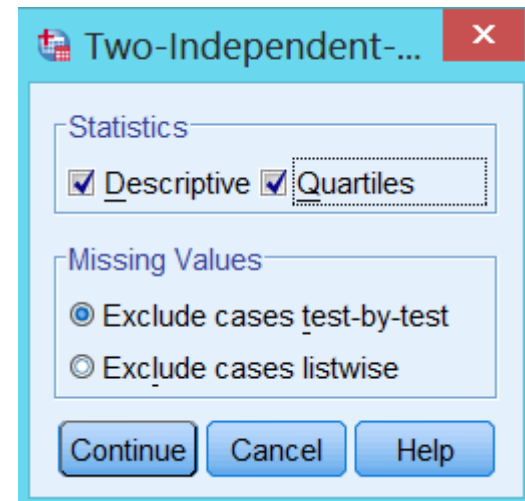 Two-Independent-...
Statistics
Descriptive Quartiles
Missing Values
Exclude cases test-by-test
Exclude cases listwise
Continue Cancel Help